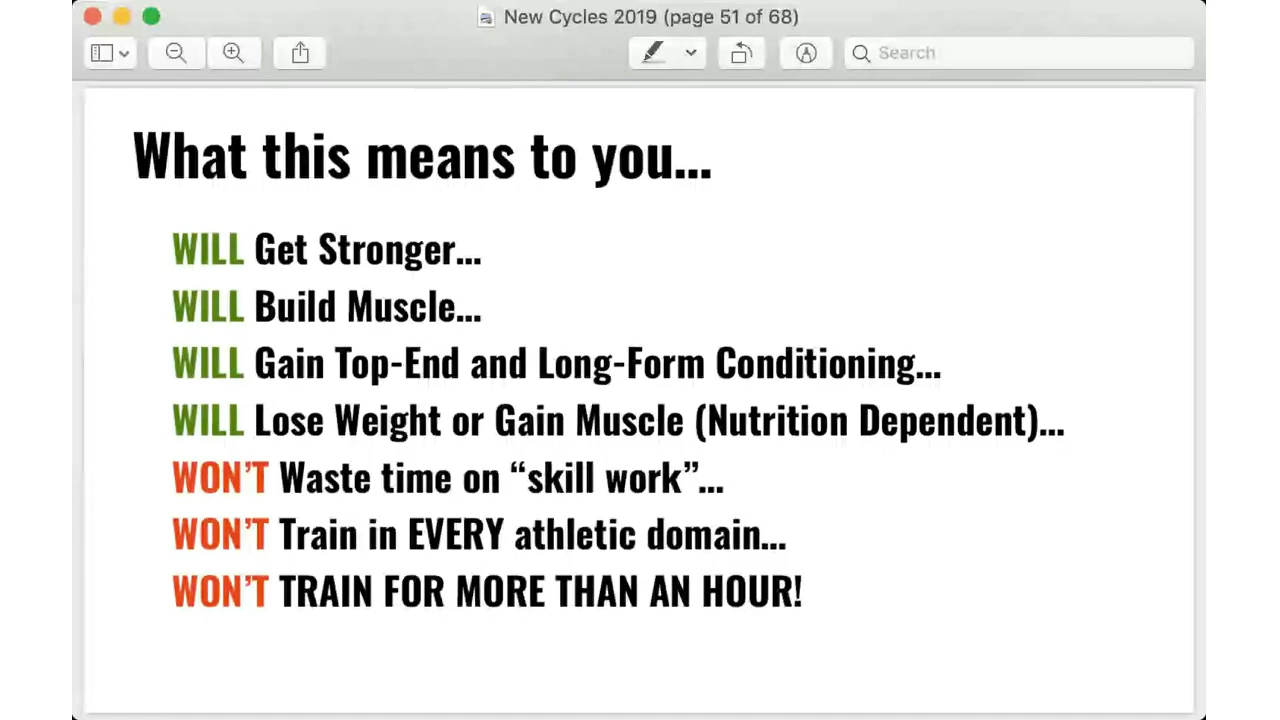 New Cycles 2019 (page 51 of 68)
Search
What this means to you...
WILL Get Stronger...
WILL Build Muscle...
WILL Gain Top-End and Long-Form Conditioning...
WILL Lose Weight or Gain Muscle (Nutrition Dependent)...
WON’T Waste time on “skill work”...
WON’T Train in EVERY athletic domain...
WON’T TRAIN FOR MORE THAN AN HOUR!